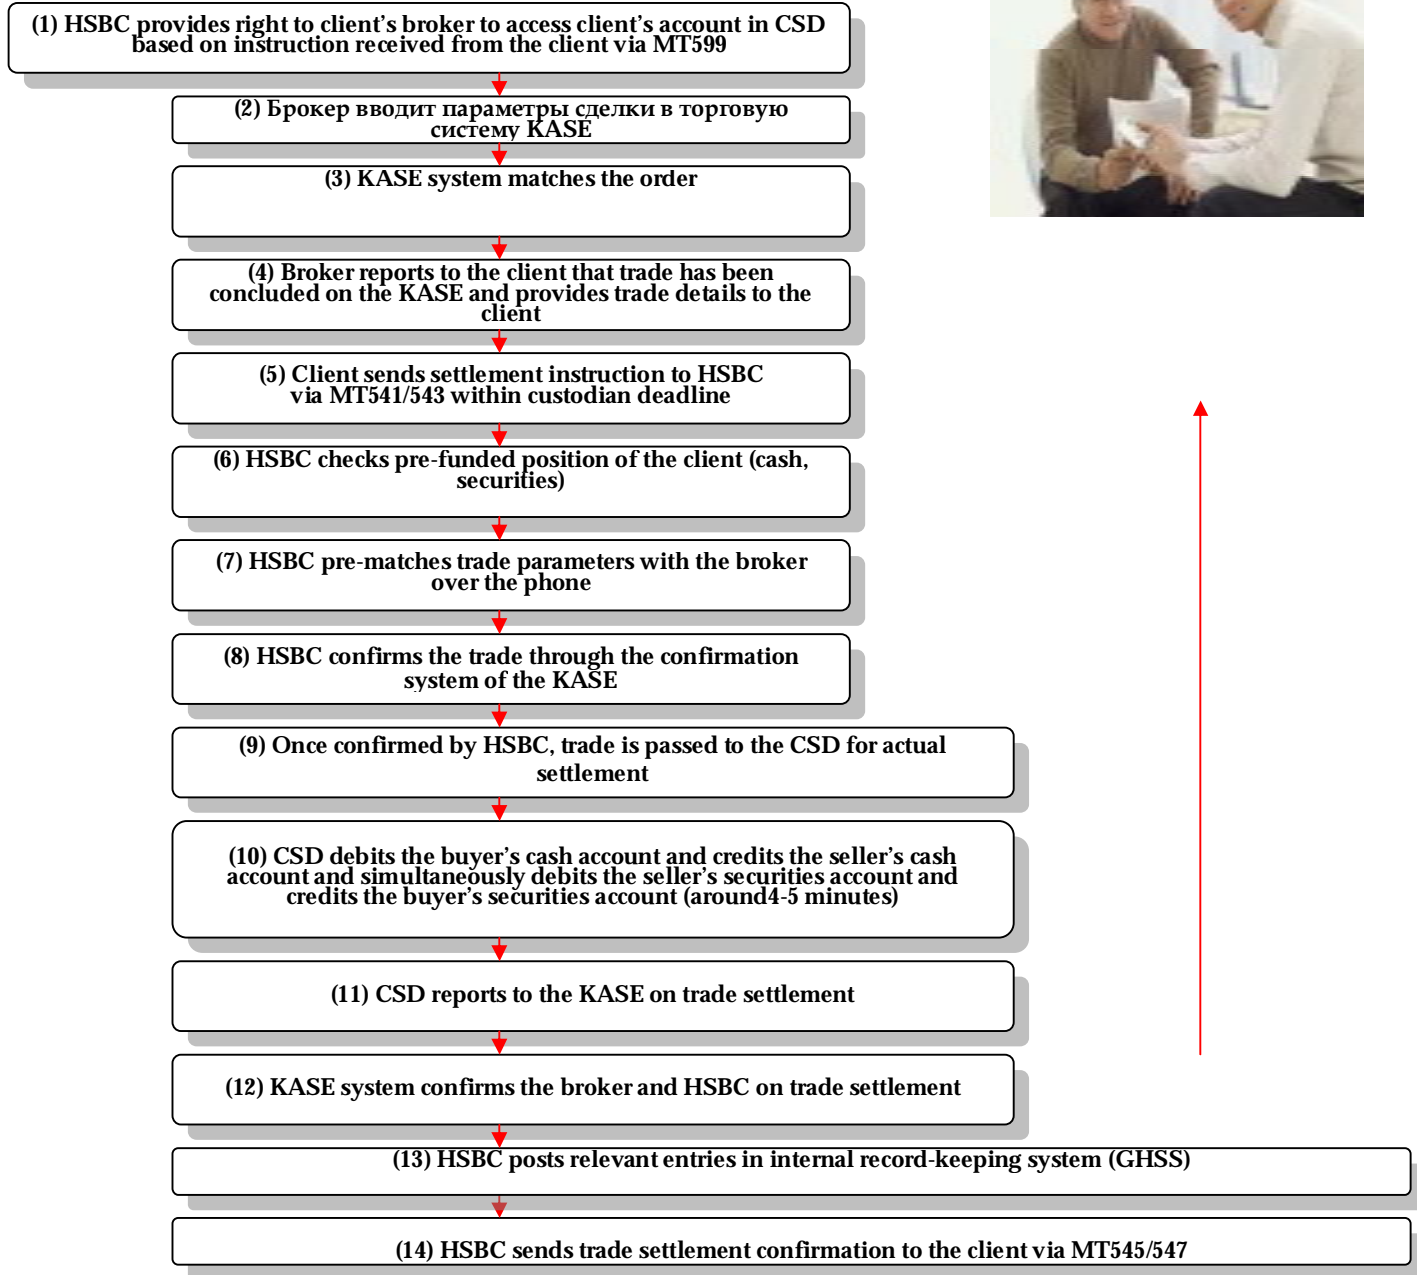 (1) HSBC provides right to client’s broker to access client’s account in CSD
based on instruction received from the client via MT599
(2) Брокер вводит параметры сделки в торговую
систему KASE
(3) KASE system matches the order
(4) Broker reports to the client that trade has been
concluded on the KASE and provides trade details to the
client
(5) Client sends settlement instruction to HSBC
via MT541/543 within custodian deadline
(6) HSBC checks pre-funded position of the client (cash,
securities)
(7) HSBC pre-matches trade parameters with the broker
over the phone
(8) HSBC confirms the trade through the confirmation
system of the KASE
(9) Once confirmed by HSBC, trade is passed to the CSD for actual
settlement
(10) CSD debits the buyer’s cash account and credits the seller’s cash
account and simultaneously debits the seller’s securities account and
credits the buyer’s securities account (around4-5 minutes)
(11) CSD reports to the KASE on trade settlement
(12) KASE system confirms the broker and HSBC on trade settlement
(13) HSBC posts relevant entries in internal record-keeping system (GHSS)
(14) HSBC sends trade settlement confirmation to the client via MT545/547